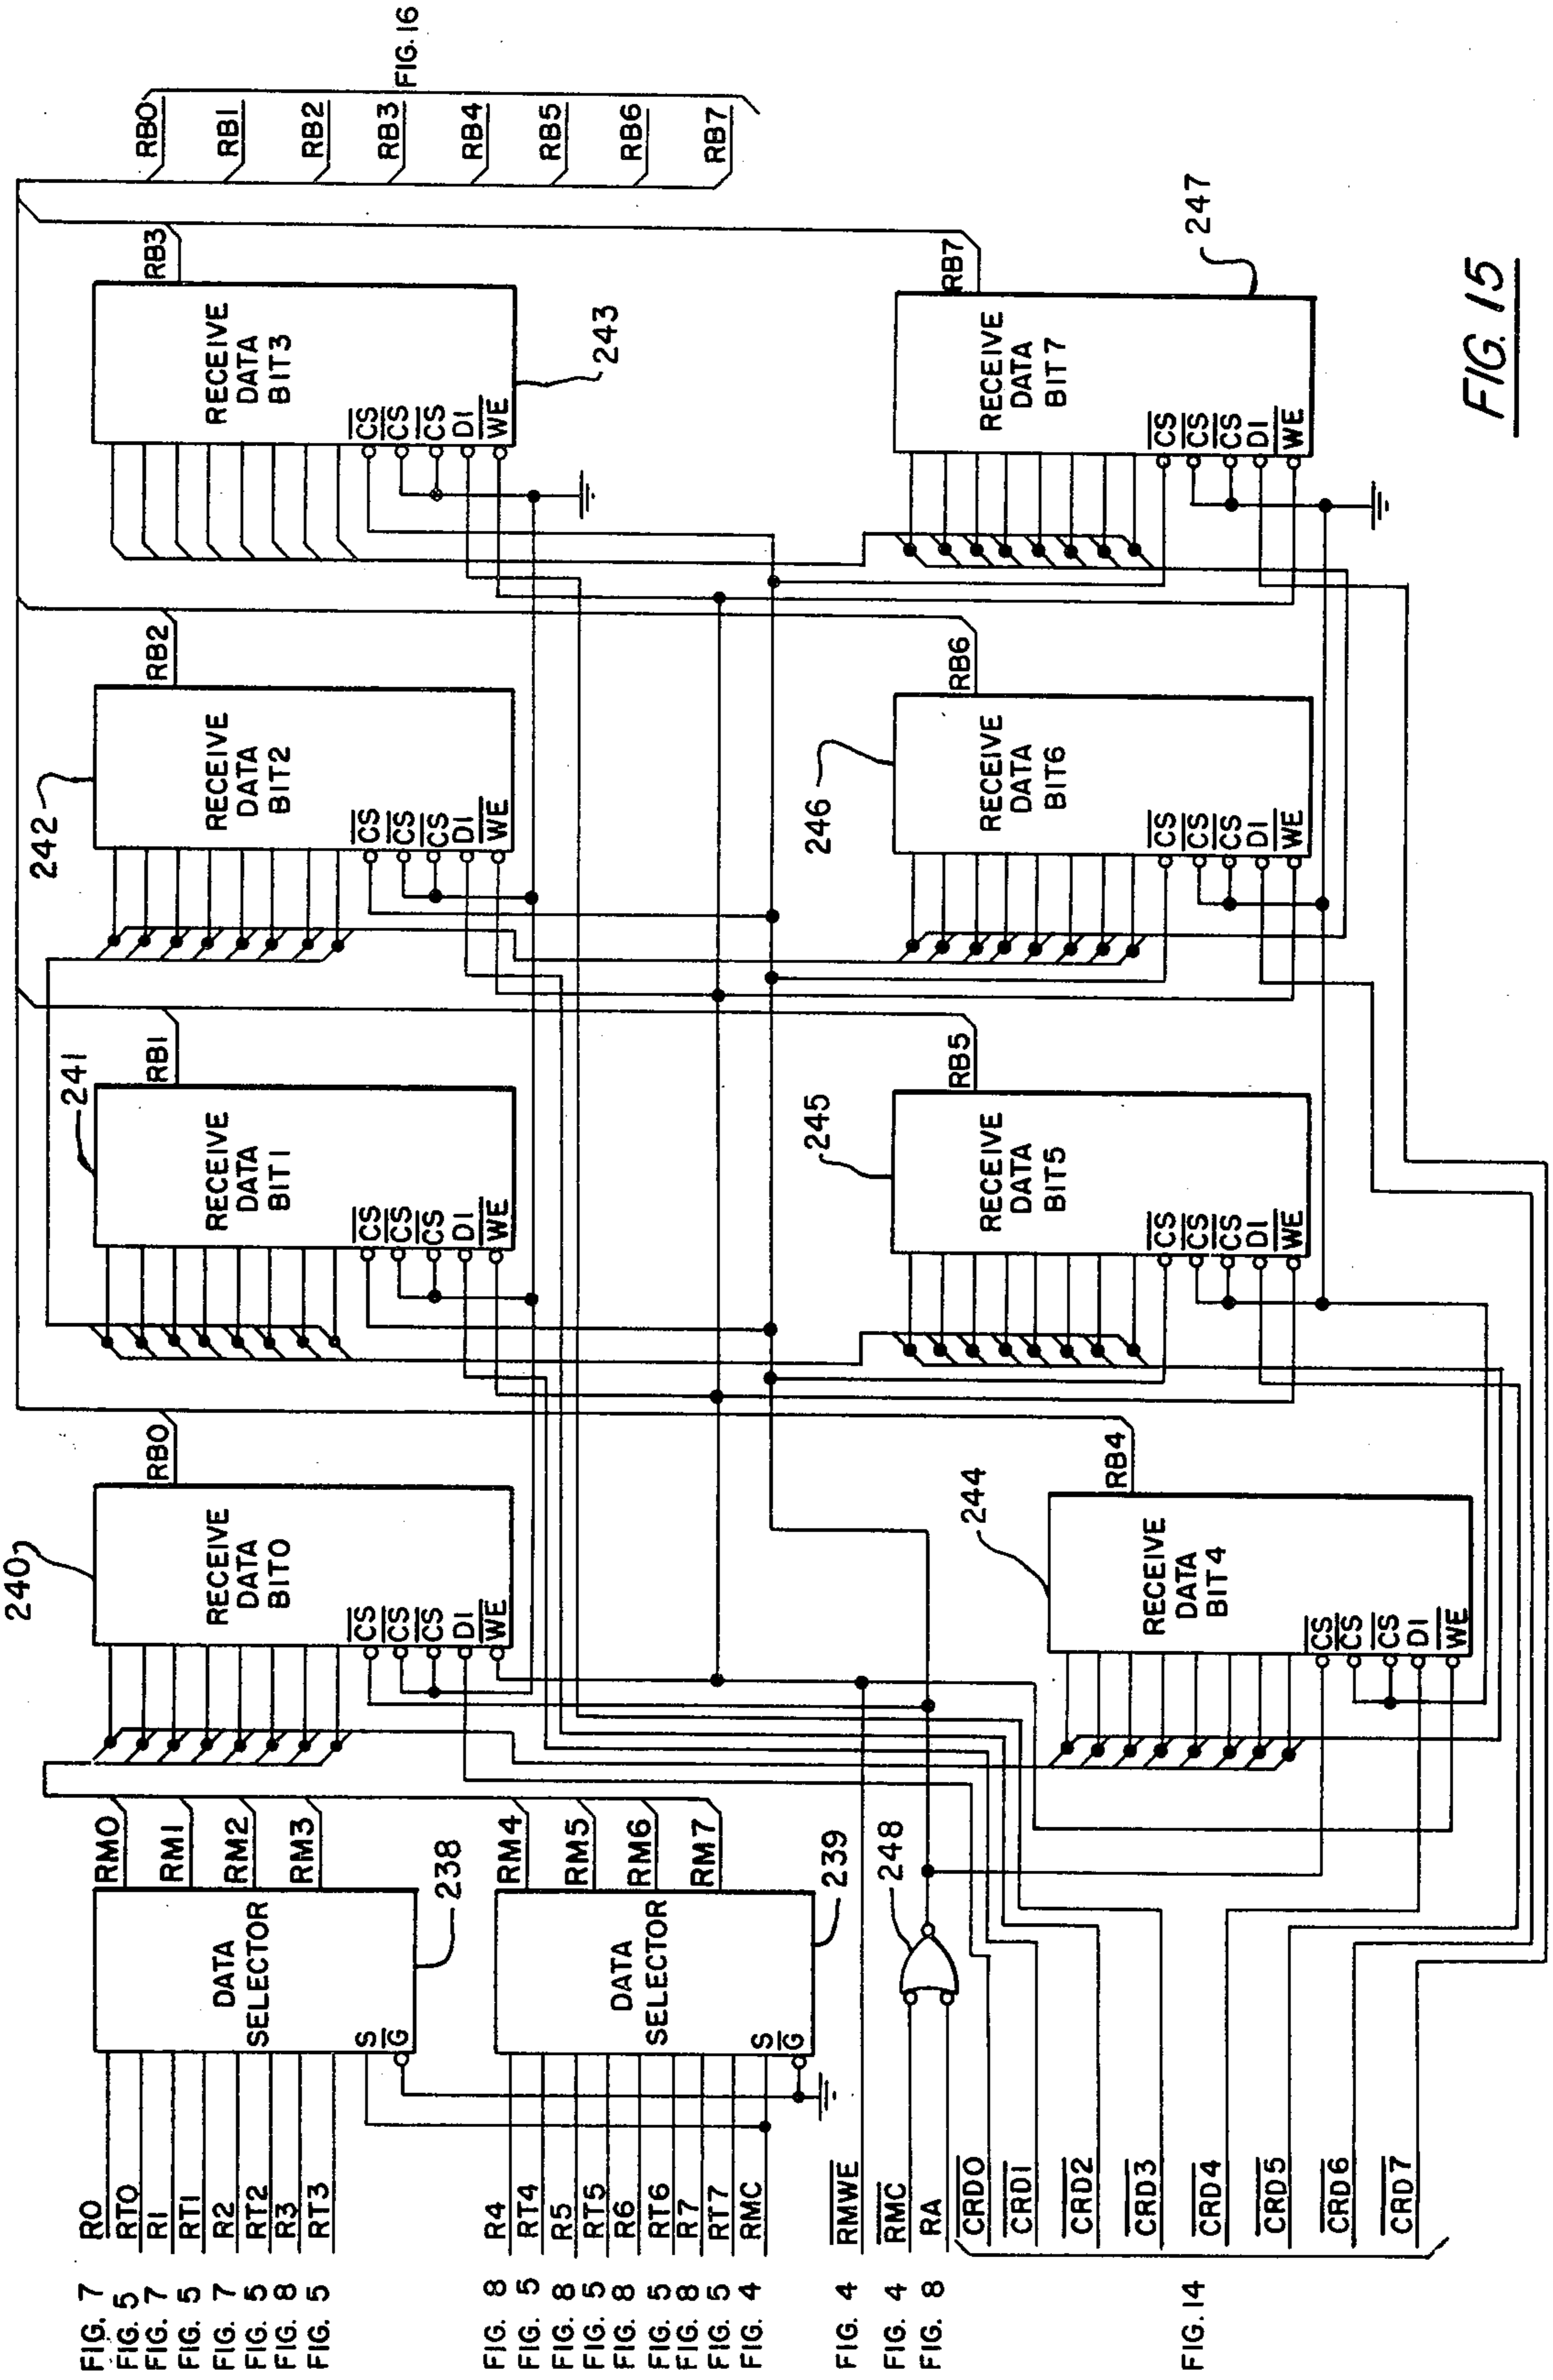 FIG. 7 R0
FIG. 5 RT0
FIG. 7 R1
FIG. 5 RT1
FIG. 7 R2
FIG. 5 RT2
FIG. 8 R3
FIG. 5 RT3
DATA
SELECTOR
S
G
238
RM0
RM1
RM2
RM3
FIG. 8 R4
FIG. 5 RT4
FIG. 8 R5
FIG. 5 RT5
FIG. 8 R6
FIG. 5 RT6
FIG. 8 R7
FIG. 5 RT7
FIG. 4 RMC
DATA
SELECTOR
S
G
239
RM4
RM5
RM6
RM7
FIG. 4 RMWE
FIG. 4 RMC
FIG. 8 RA
248
FIG. 14
CRD0
CRD1
CRD2
CRD3
CRD4
CRD5
CRD6
CRD7
240
RECEIVE
DATA
BIT0
CS
CS
CS
DI
WE
RB0
241
RECEIVE
DATA
BIT1
CS
CS
CS
DI
WE
RB1
242
RECEIVE
DATA
BIT2
CS
CS
CS
DI
WE
RB2
243
RECEIVE
DATA
BIT3
CS
CS
CS
DI
WE
RB3
244
RECEIVE
DATA
BIT4
CS
CS
CS
DI
WE
RB4
245
RECEIVE
DATA
BIT5
CS
CS
CS
DI
WE
RB5
246
RECEIVE
DATA
BIT6
CS
CS
CS
DI
WE
RB6
247
RECEIVE
DATA
BIT7
CS
CS
CS
DI
WE
RB7
RB0
RB1
RB2
RB3
RB4
RB5
RB6
RB7
FIG. 16
FIG. 15